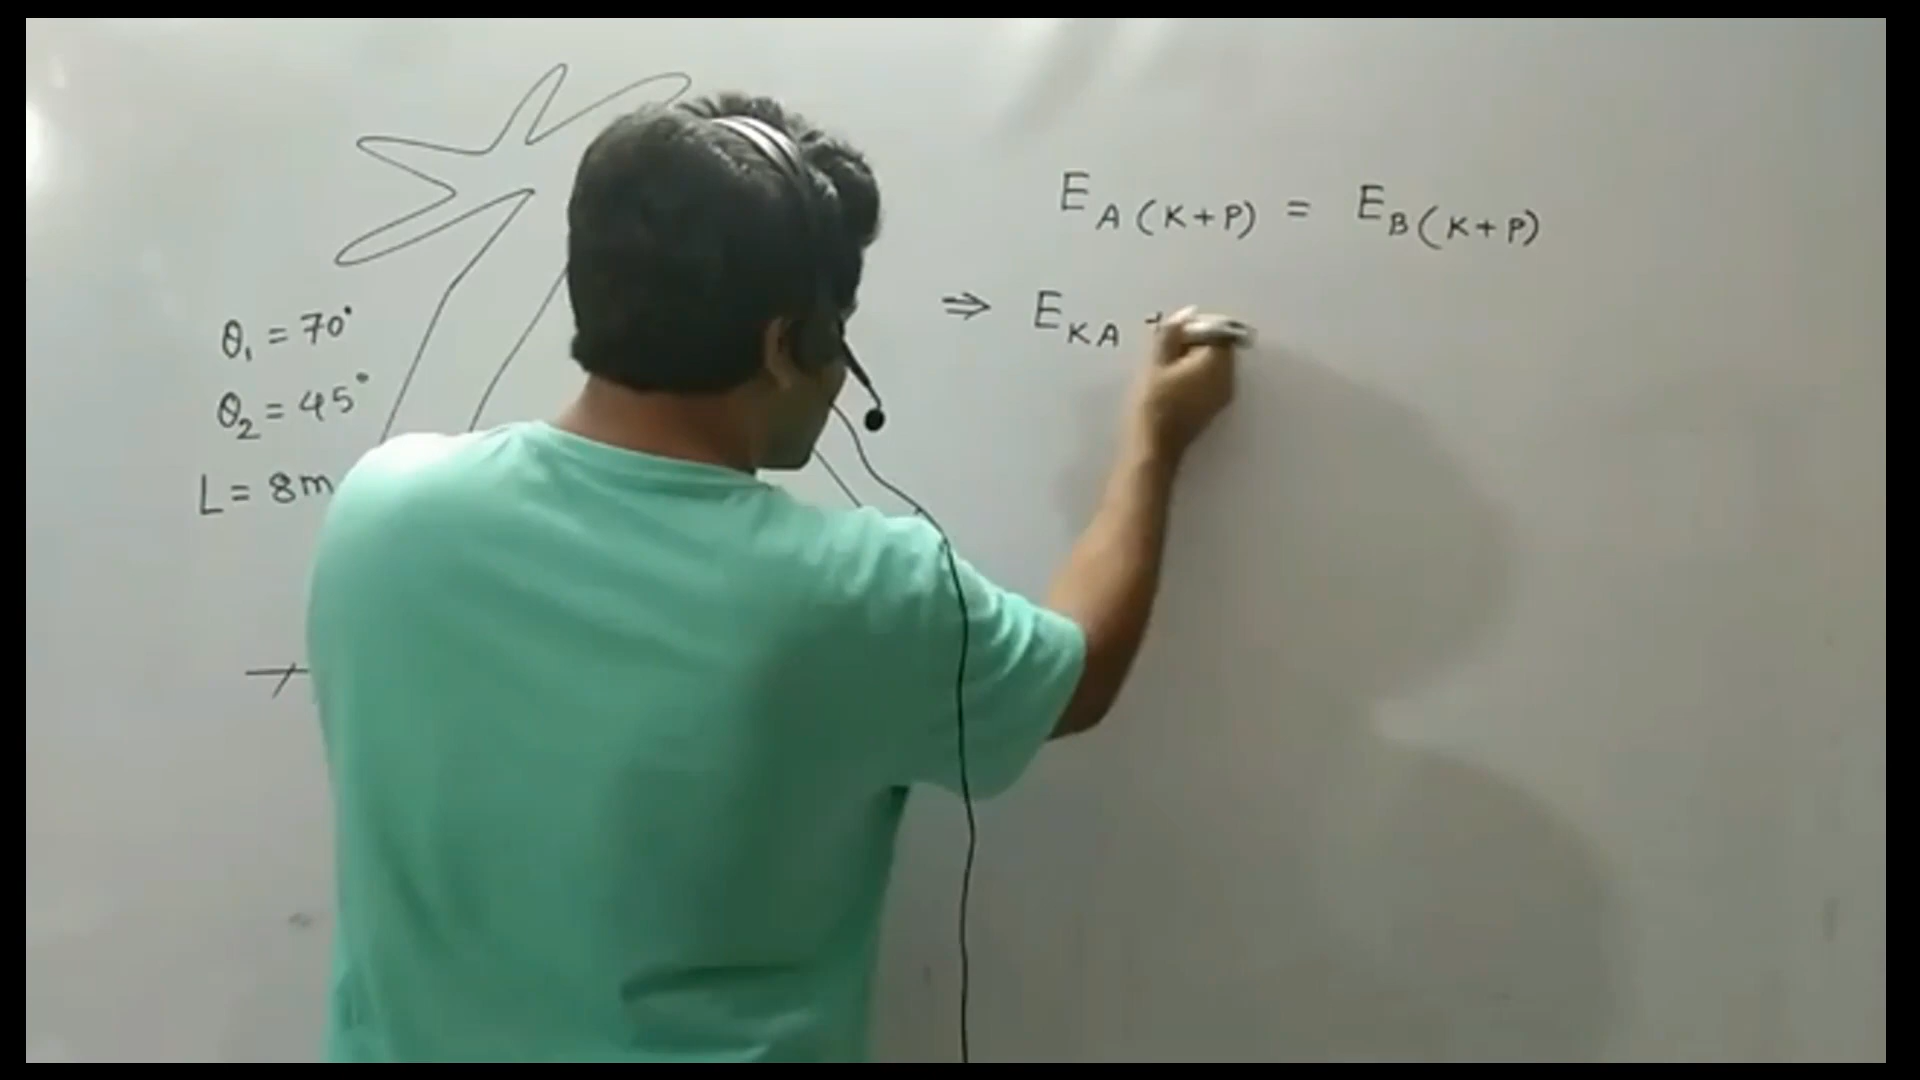 E_A(K+P) = E_B(K+P)
⇒ E_KA +
θ₁ = 70°
θ₂ = 45°
L = 8m